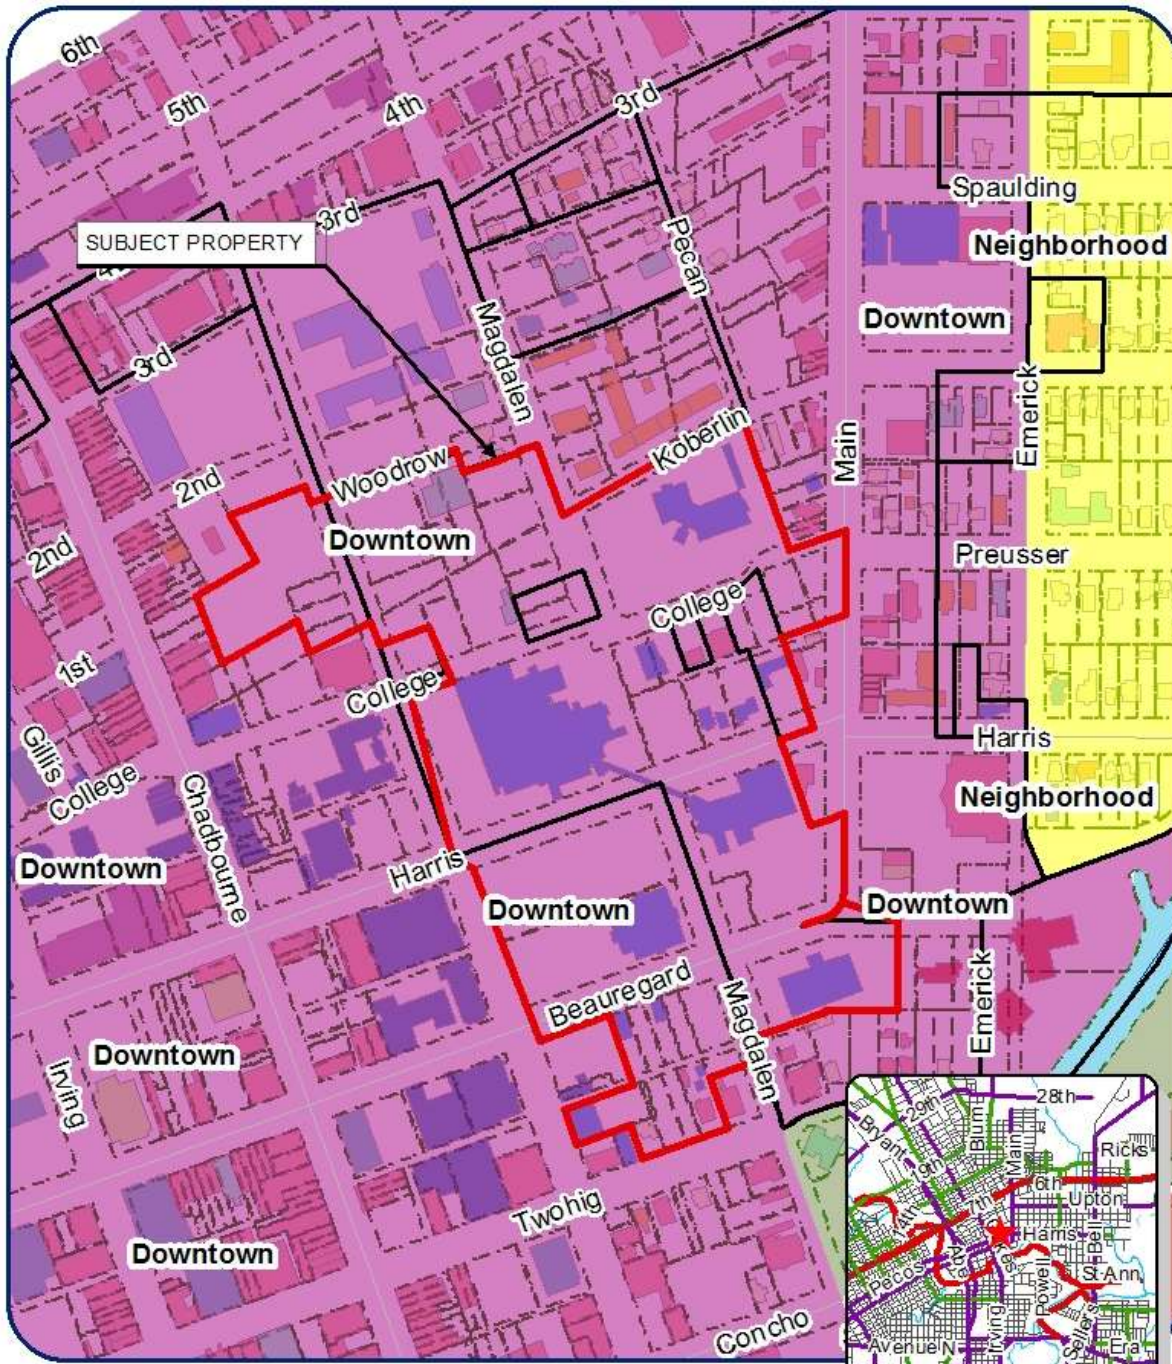 6th
5th
4th
3rd
Spaulding
3rd
SUBJECT PROPERTY
Neighborhood
Pecan
Downtown
Magdalen
3rd
Emerick
Koberlin
Main
Woodrow
2nd
Downtown
2nd
Preusser
College
1st
College
Gillis
College
Harris
Chadbourne
Neighborhood
Harris
Downtown
Downtown
Downtown
Beauregard
Magdalen
Emerick
Downtown
Irving
Twohig
Downtown
Concho
28th
29th
Blum
Main
Bryant
19th
Ricks
6th
14th
7th
Upton
Harris
Bell
Pecos
Powell
St Ann
Irving
Sellers
Avenue N
Era